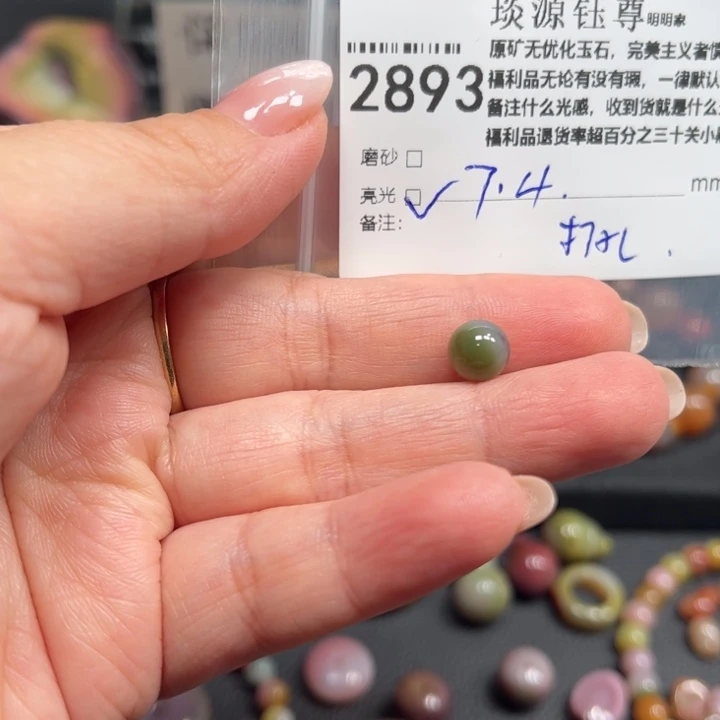 琰源钰尊明明家
原矿无优化玉石，完美主义者慎
2893
福利品无论有没有瑕，一律默认
备注什么光感，收到货就是什么
福利品退货率超百分之三十关小
磨砂 □
亮光 □ ✓ 7.4. mm
备注：
打孔.